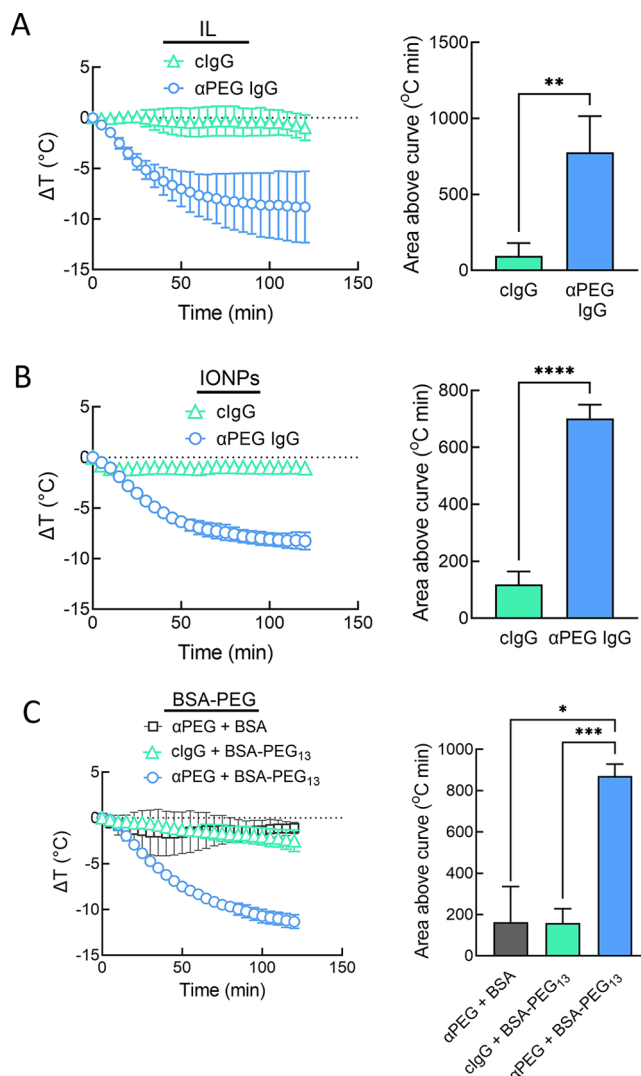 A
IL
cIgG
αPEG IgG
5
0
-5
-10
-15
ΔT (°C)
0
50
100
150
Time (min)
1500
1000
500
0
Area above curve (°C min)
**
cIgG
αPEG
IgG
B
IONPs
cIgG
αPEG IgG
5
0
-5
-10
-15
ΔT (°C)
0
50
100
150
Time (min)
800
600
400
200
0
Area above curve (°C min)
****
cIgG
αPEG IgG
C
BSA-PEG
αPEG + BSA
cIgG + BSA-PEG₁₃
αPEG + BSA-PEG₁₃
5
0
-5
-10
-15
ΔT (°C)
0
50
100
150
Time (min)
1000
800
600
400
200
0
Area above curve (°C min)
*
***
αPEG + BSA
cIgG + BSA-PEG₁₃
αPEG + BSA-PEG₁₃